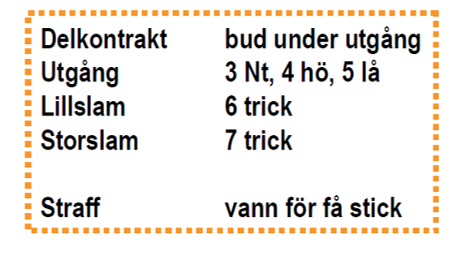 Delkontrakt bud under utgång
Utgång 3 Nt, 4 hö, 5 lå
Lillslam 6 trick
Storslam 7 trick
Straff vann för få stick